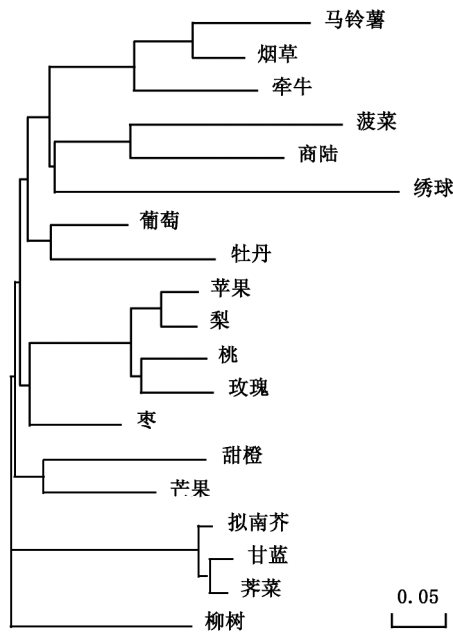 马铃薯
烟草
牵牛
菠菜
商陆
绣球
葡萄
牡丹
苹果
梨
桃
玫瑰
枣
甜橙
芒果
拟南芥
甘蓝
荠菜
0.05
柳树